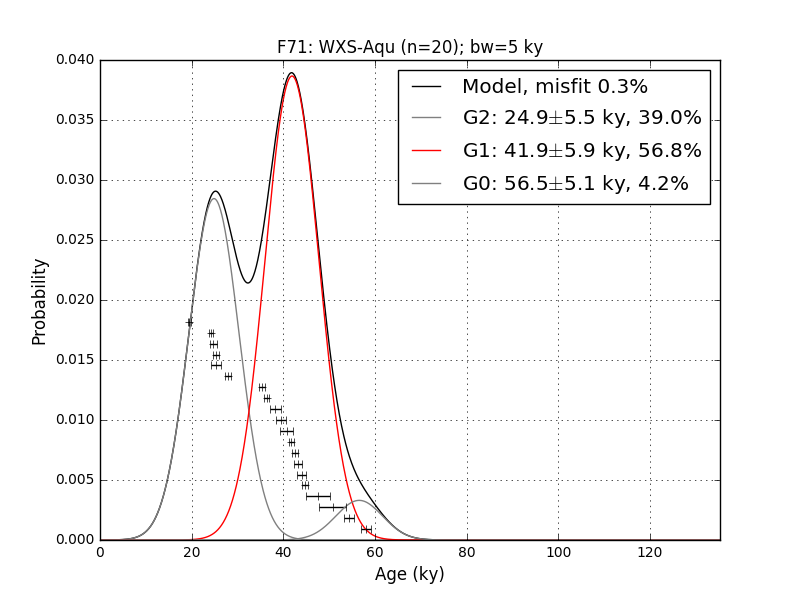 F71: WXS-Aqu (n=20); bw=5 ky
Model, misfit 0.3%
G2: 24.9±5.5 ky, 39.0%
G1: 41.9±5.9 ky, 56.8%
G0: 56.5±5.1 ky, 4.2%
0.040
0.035
0.030
0.025
0.020
0.015
0.010
0.005
0.000
Probability
0 20 40 60 80 100 120
Age (ky)